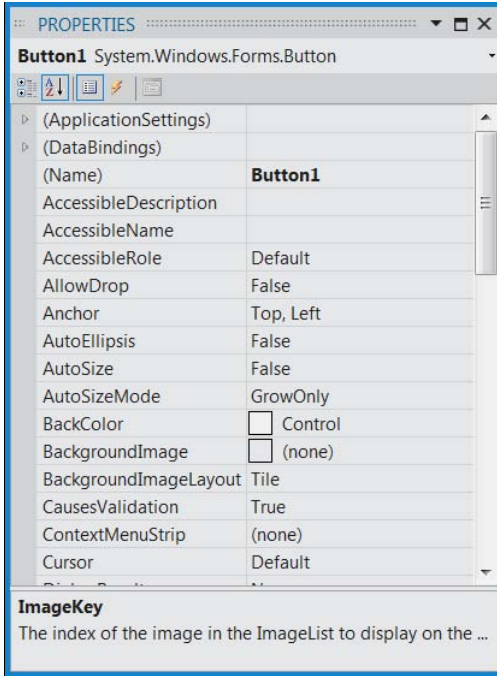 PROPERTIES
Button1 System.Windows.Forms.Button
(ApplicationSettings)
(DataBindings)
(Name) Button1
AccessibleDescription
AccessibleName
AccessibleRole Default
AllowDrop False
Anchor Top, Left
AutoEllipsis False
AutoSize False
AutoSizeMode GrowOnly
BackColor Control
BackgroundImage (none)
BackgroundImageLayout Tile
CausesValidation True
ContextMenuStrip (none)
Cursor Default
ImageKey
The index of the image in the ImageList to display on the ...